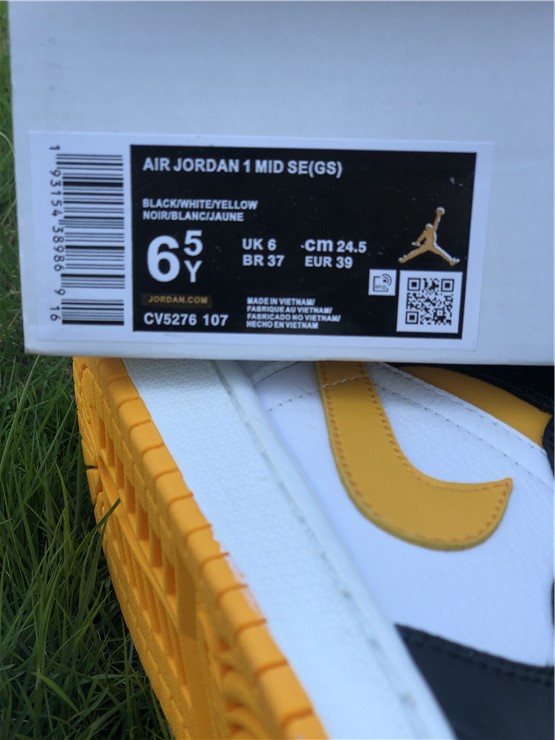 AIR JORDAN 1 MID SE(GS)
BLACK/WHITE/YELLOW
NOIR/BLANC/JAUNE
6 5Y
UK 6 -cm 24.5
BR 37 EUR 39
JORDAN.COM
CV5276 107
MADE IN VIETNAM/
FABRIQUE AU VIETNAM/
FABRICADO NO VIETNAM/
HECHO EN VIETNAM
1 93154 38986 9 16